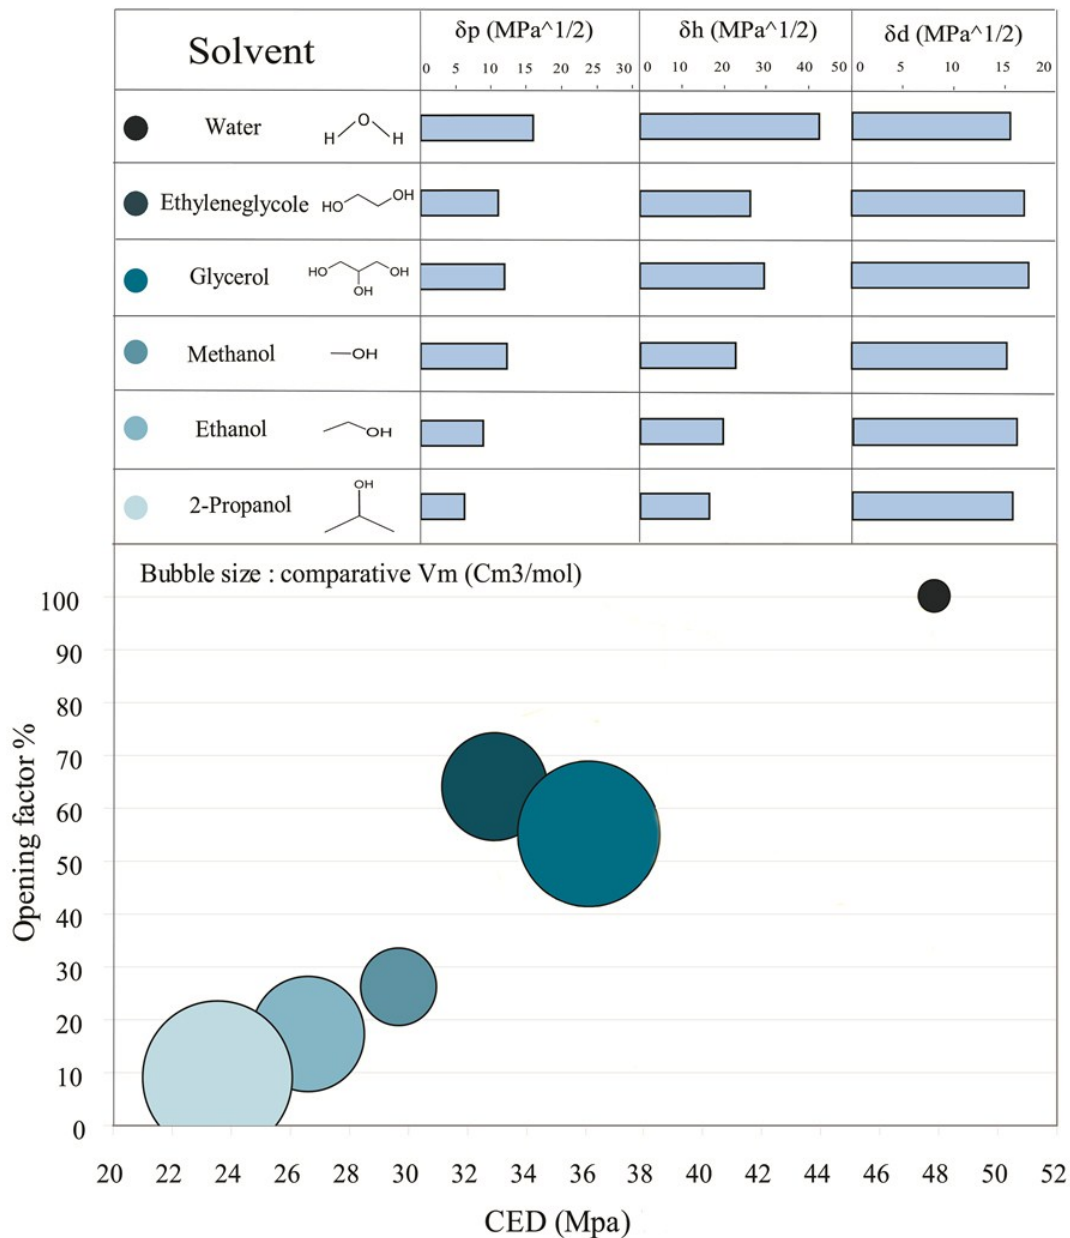 Solvent
δp (MPa^1/2)
0 5 10 15 20 25 30
δh (MPa^1/2)
0 10 20 30 40 50
δd (MPa^1/2)
0 5 10 15 20
Water
H O H
Ethyleneglycole
HO OH
Glycerol
HO OH
OH
Methanol
OH
Ethanol
OH
2-Propanol
OH
Bubble size : comparative Vm (Cm3/mol)
Opening factor %
100
90
80
70
60
50
40
30
20
10
0
20 22 24 26 28 30 32 34 36 38 40 42 44 46 48 50 52
CED (Mpa)